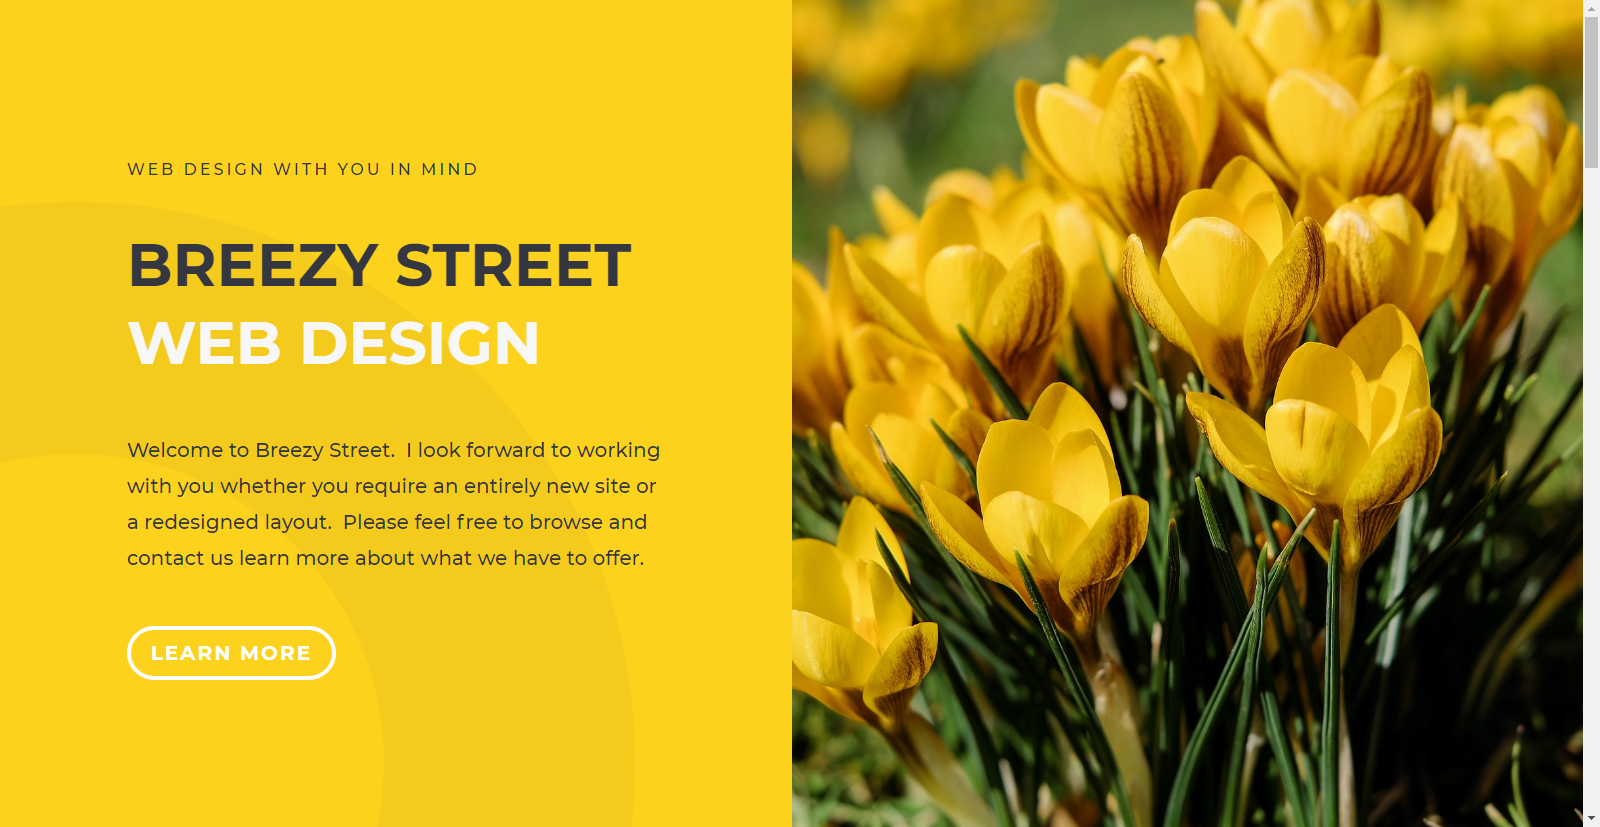 WEB DESIGN WITH YOU IN MIND
BREEZY STREET
WEB DESIGN
Welcome to Breezy Street.  I look forward to working
with you whether you require an entirely new site or
a redesigned layout.  Please feel free to browse and
contact us learn more about what we have to offer.
LEARN MORE